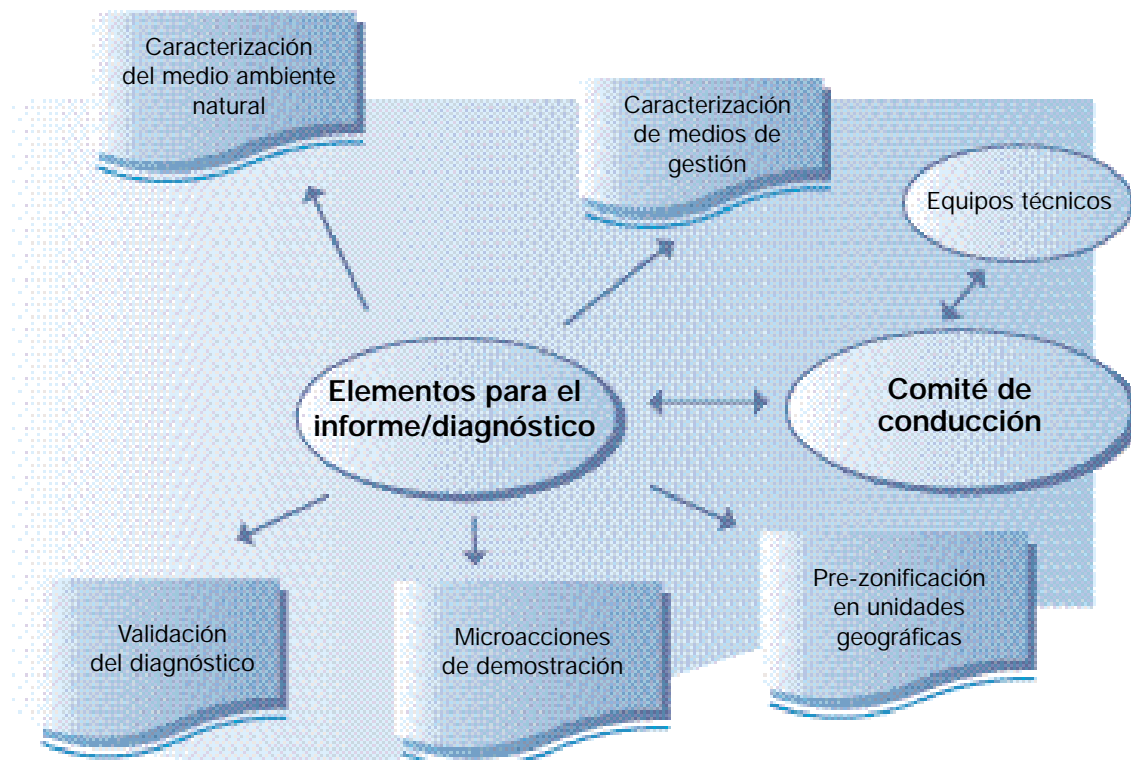 Caracterización
del medio ambiente
natural
Caracterización
de medios de
gestión
Equipos técnicos
Elementos para el
informe/diagnóstico
Comité de
conducción
Validación
del diagnóstico
Microacciones
de demostración
Pre-zonificación
en unidades
geográficas